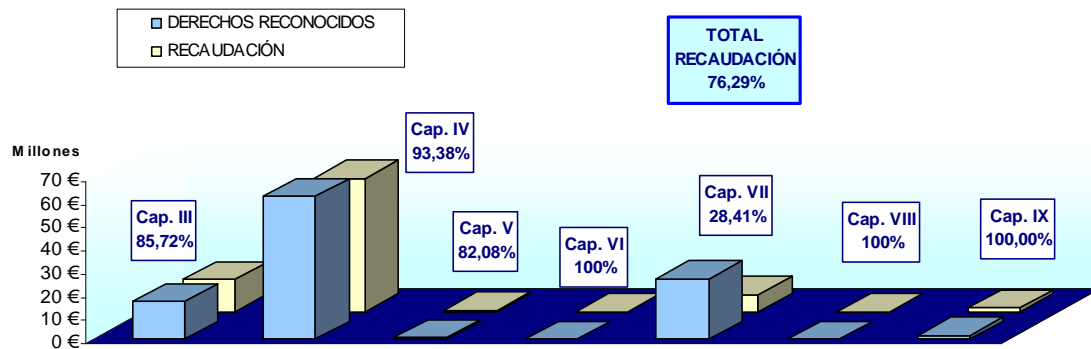 DERECHOS RECONOCIDOS
RECAUDACIÓN
TOTAL
RECAUDACIÓN
76,29%
Millones
70 €
60 €
50 €
40 €
30 €
20 €
10 €
0 €
Cap. III
85,72%
Cap. IV
93,38%
Cap. V
82,08%
Cap. VI
100%
Cap. VII
28,41%
Cap. VIII
100%
Cap. IX
100,00%